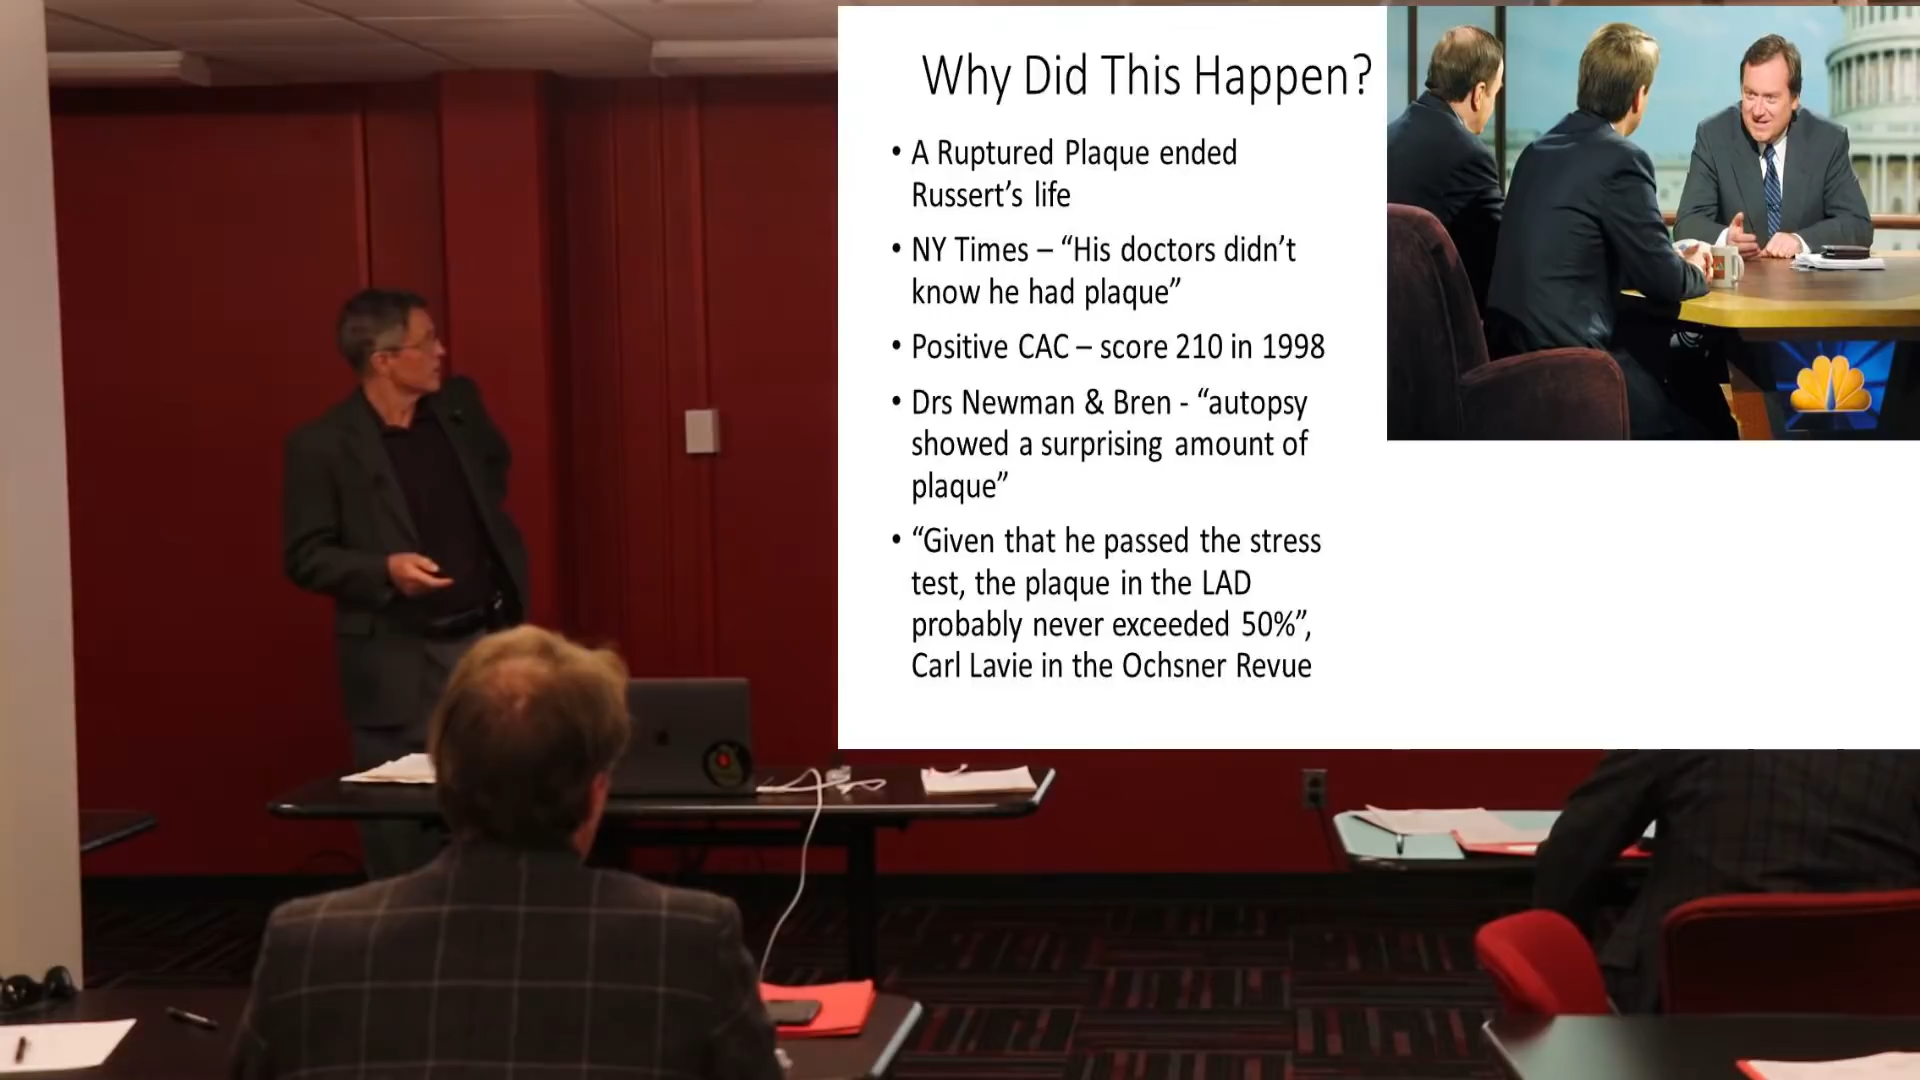 Why Did This Happen?
• A Ruptured Plaque ended
Russert’s life
• NY Times – “His doctors didn’t
know he had plaque”
• Positive CAC – score 210 in 1998
• Drs Newman & Bren - “autopsy
showed a surprising amount of
plaque”
• “Given that he passed the stress
test, the plaque in the LAD
probably never exceeded 50%”,
Carl Lavie in the Ochsner Revue